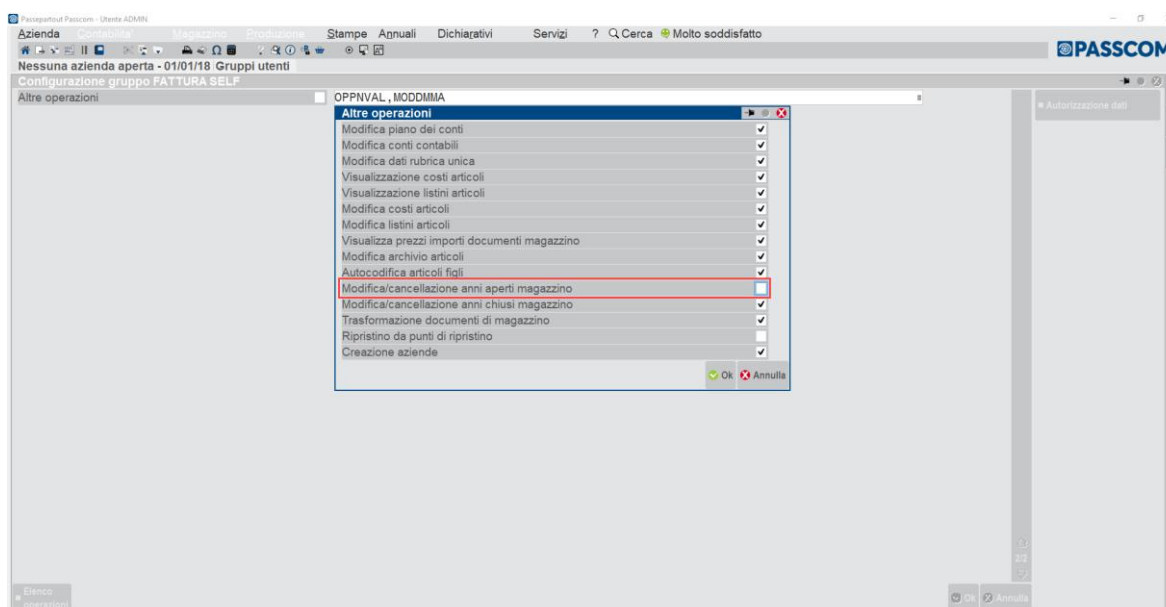 Passepartout Passcom - Utente ADMIN
Azienda Contabilita' Magazzino Produzione Stampe Annuali Dichiarativi Servizi ? Cerca Molto soddisfatto
PASSCOM
Nessuna azienda aperta - 01/01/18 Gruppi utenti
Configurazione gruppo FATTURA SELF
Altre operazioni OPPNVAL,MODDMMA
Autorizzazione dati
Altre operazioni
Modifica piano dei conti
Modifica conti contabili
Modifica dati rubrica unica
Visualizzazione costi articoli
Visualizzazione listini articoli
Modifica costi articoli
Modifica listini articoli
Visualizza prezzi importi documenti magazzino
Modifica archivio articoli
Autocodifica articoli figli
Modifica/cancellazione anni aperti magazzino
Modifica/cancellazione anni chiusi magazzino
Trasformazione documenti di magazzino
Ripristino da punti di ripristino
Creazione aziende
Ok Annulla
2/2
Elenco
operazioni
Ok Annulla